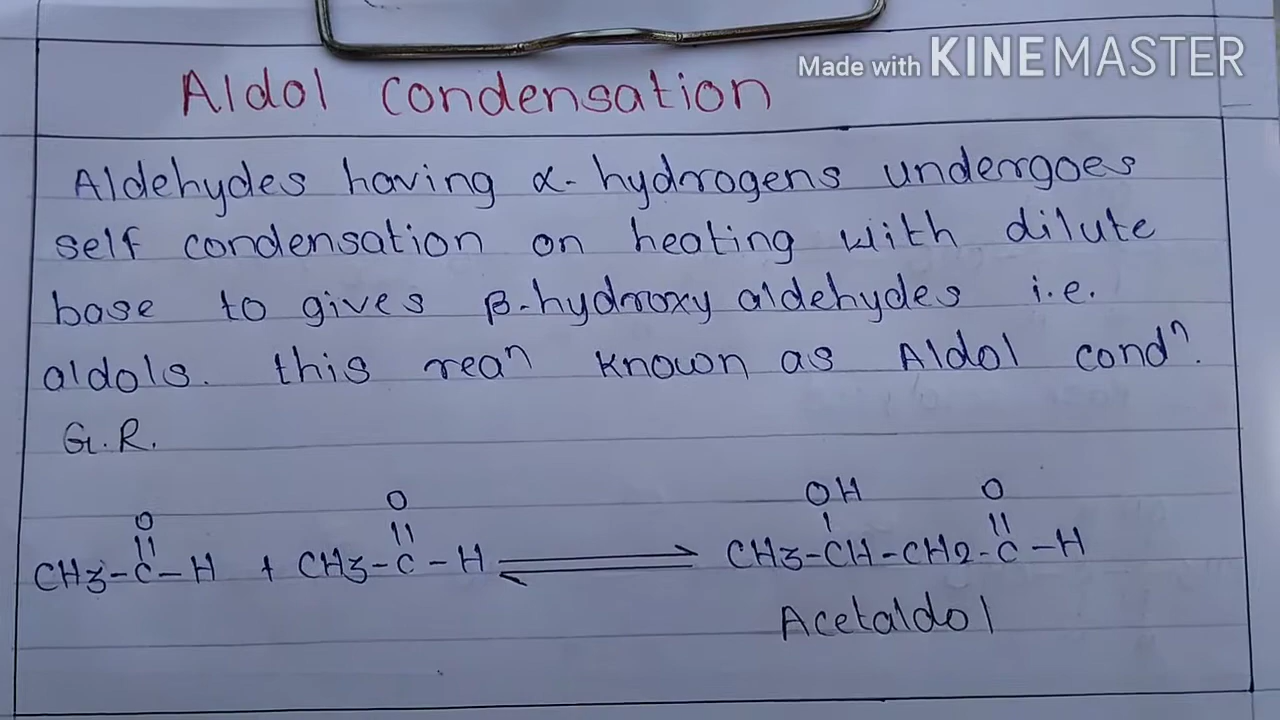 Made with KINEMASTER
Aldol condensation
Aldehydes having α-hydrogens undergoes
self condensation on heating with dilute
base to gives β-hydroxy aldehydes i.e.
aldols. this reaⁿ known as Aldol condⁿ.
G.R.
O O OH O
|| || | ||
CH3-C-H + CH3-C-H ⇌ CH3-CH-CH2-C-H
Acetaldol